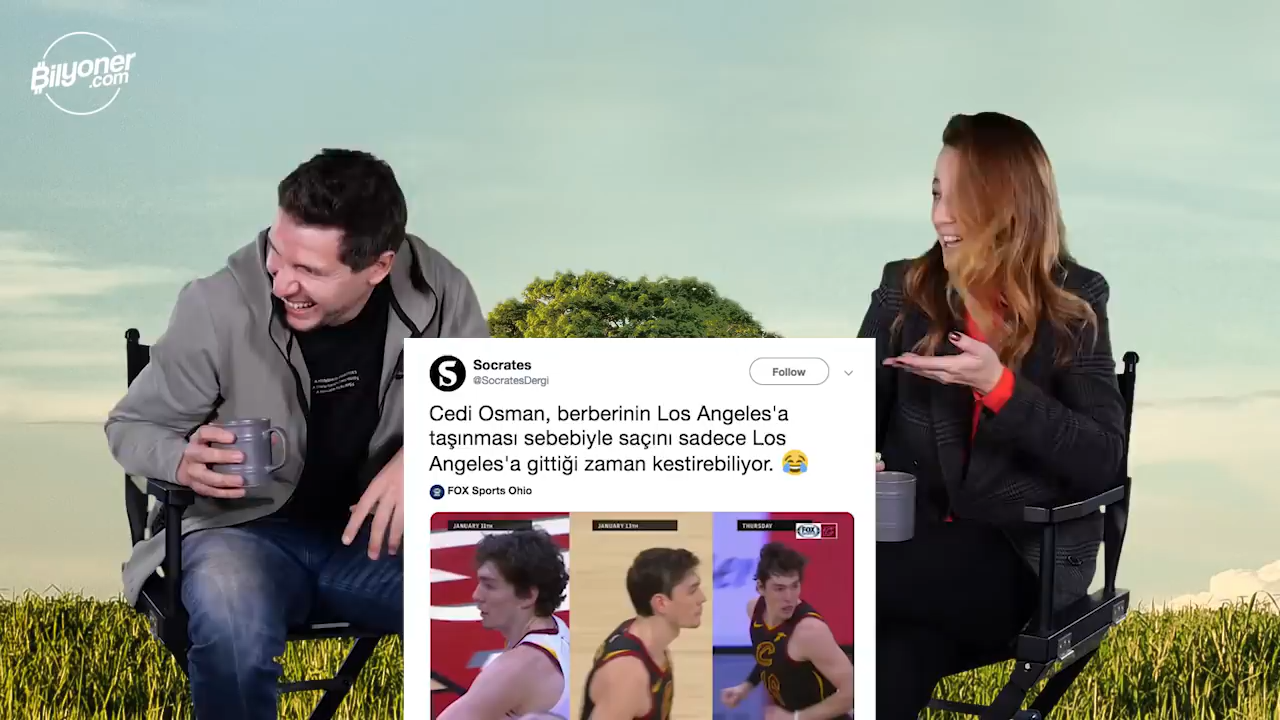 Bilyoner
.com
Socrates
@SocratesDergi
Follow
Cedi Osman, berberinin Los Angeles'a
taşınması sebebiyle saçını sadece Los
Angeles'a gittiği zaman kestirebiliyor. 😂
FOX Sports Ohio
JANUARY 11TH
JANUARY 13TH
THURSDAY
FOX